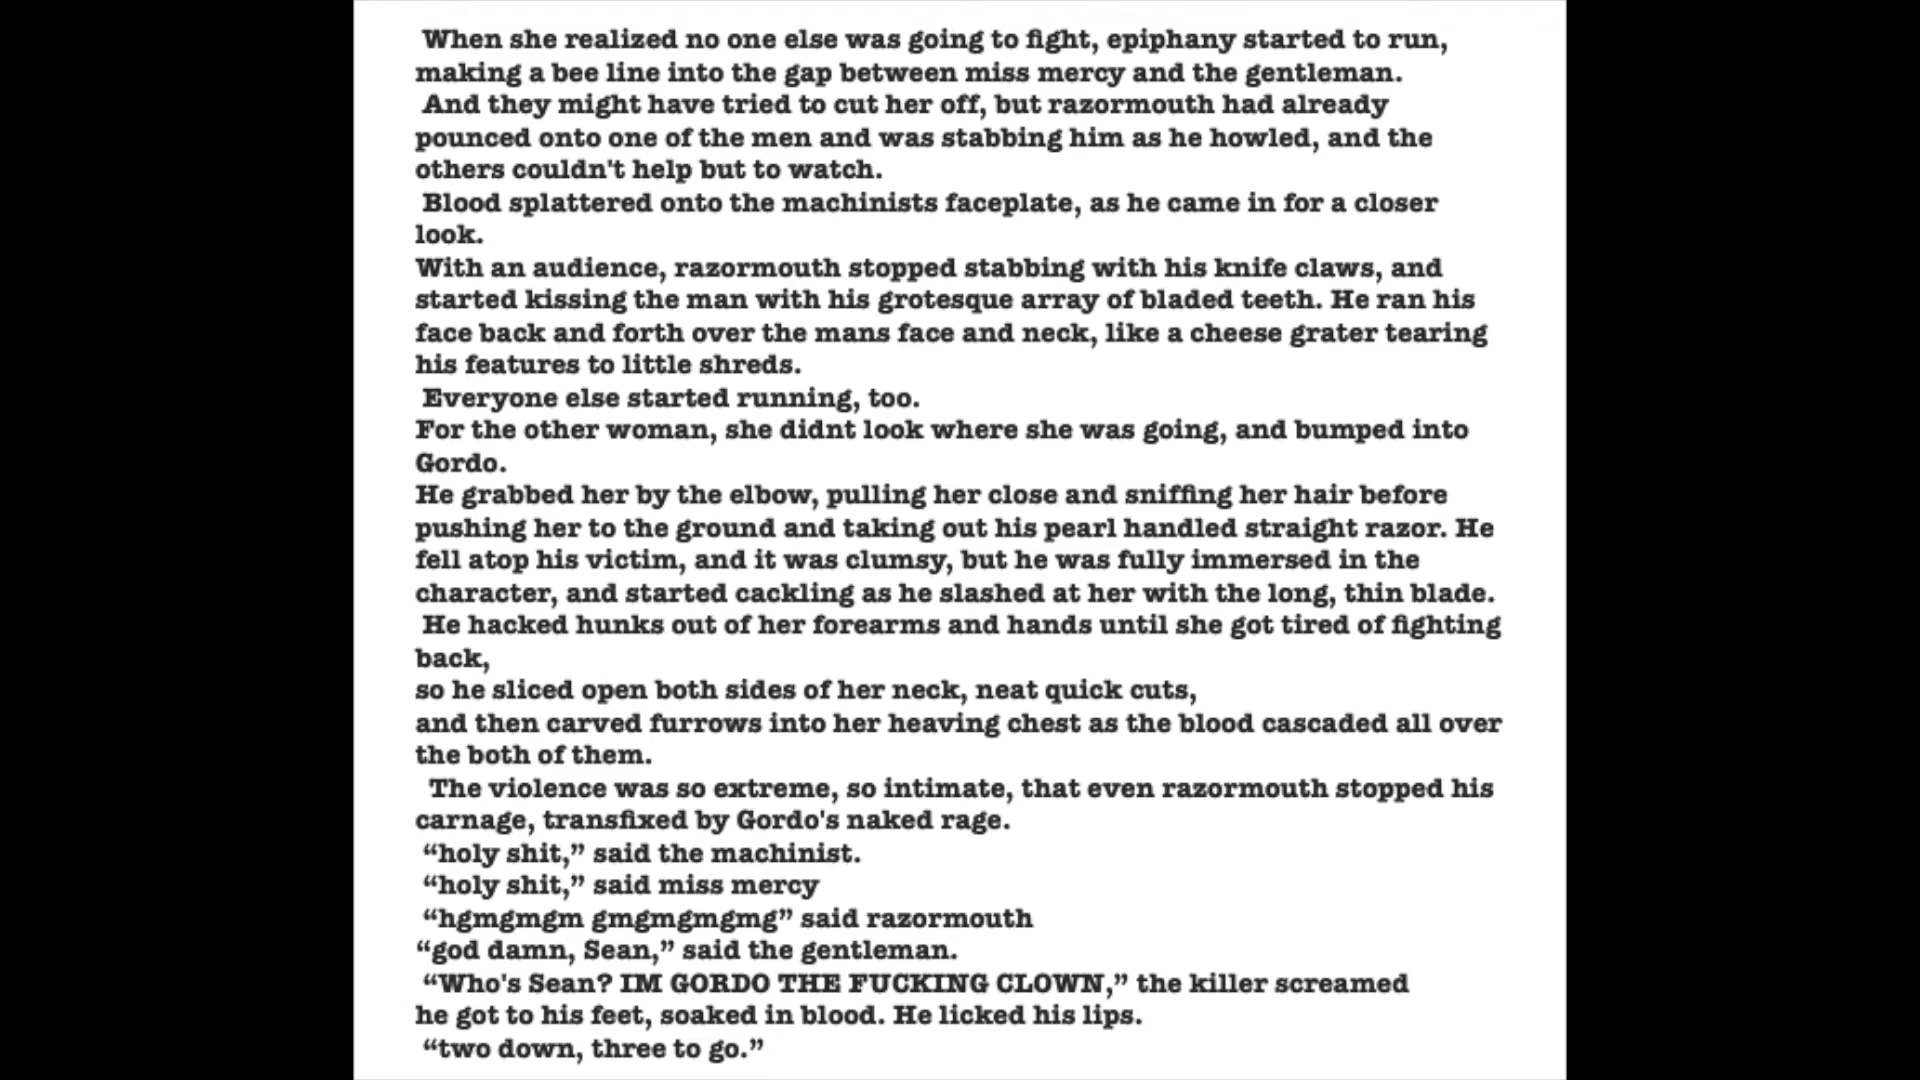 When she realized no one else was going to fight, epiphany started to run,
making a bee line into the gap between miss mercy and the gentleman.
And they might have tried to cut her off, but razormouth had already
pounced onto one of the men and was stabbing him as he howled, and the
others couldn't help but to watch.
Blood splattered onto the machinists faceplate, as he came in for a closer
look.
With an audience, razormouth stopped stabbing with his knife claws, and
started kissing the man with his grotesque array of bladed teeth. He ran his
face back and forth over the mans face and neck, like a cheese grater tearing
his features to little shreds.
Everyone else started running, too.
For the other woman, she didnt look where she was going, and bumped into
Gordo.
He grabbed her by the elbow, pulling her close and sniffing her hair before
pushing her to the ground and taking out his pearl handled straight razor. He
fell atop his victim, and it was clumsy, but he was fully immersed in the
character, and started cackling as he slashed at her with the long, thin blade.
He hacked hunks out of her forearms and hands until she got tired of fighting
back,
so he sliced open both sides of her neck, neat quick cuts,
and then carved furrows into her heaving chest as the blood cascaded all over
the both of them.
The violence was so extreme, so intimate, that even razormouth stopped his
carnage, transfixed by Gordo's naked rage.
“holy shit,” said the machinist.
“holy shit,” said miss mercy
“hgmgmgm gmgmgmgmg” said razormouth
“god damn, Sean,” said the gentleman.
“Who's Sean? IM GORDO THE FUCKING CLOWN,” the killer screamed
he got to his feet, soaked in blood. He licked his lips.
“two down, three to go.”